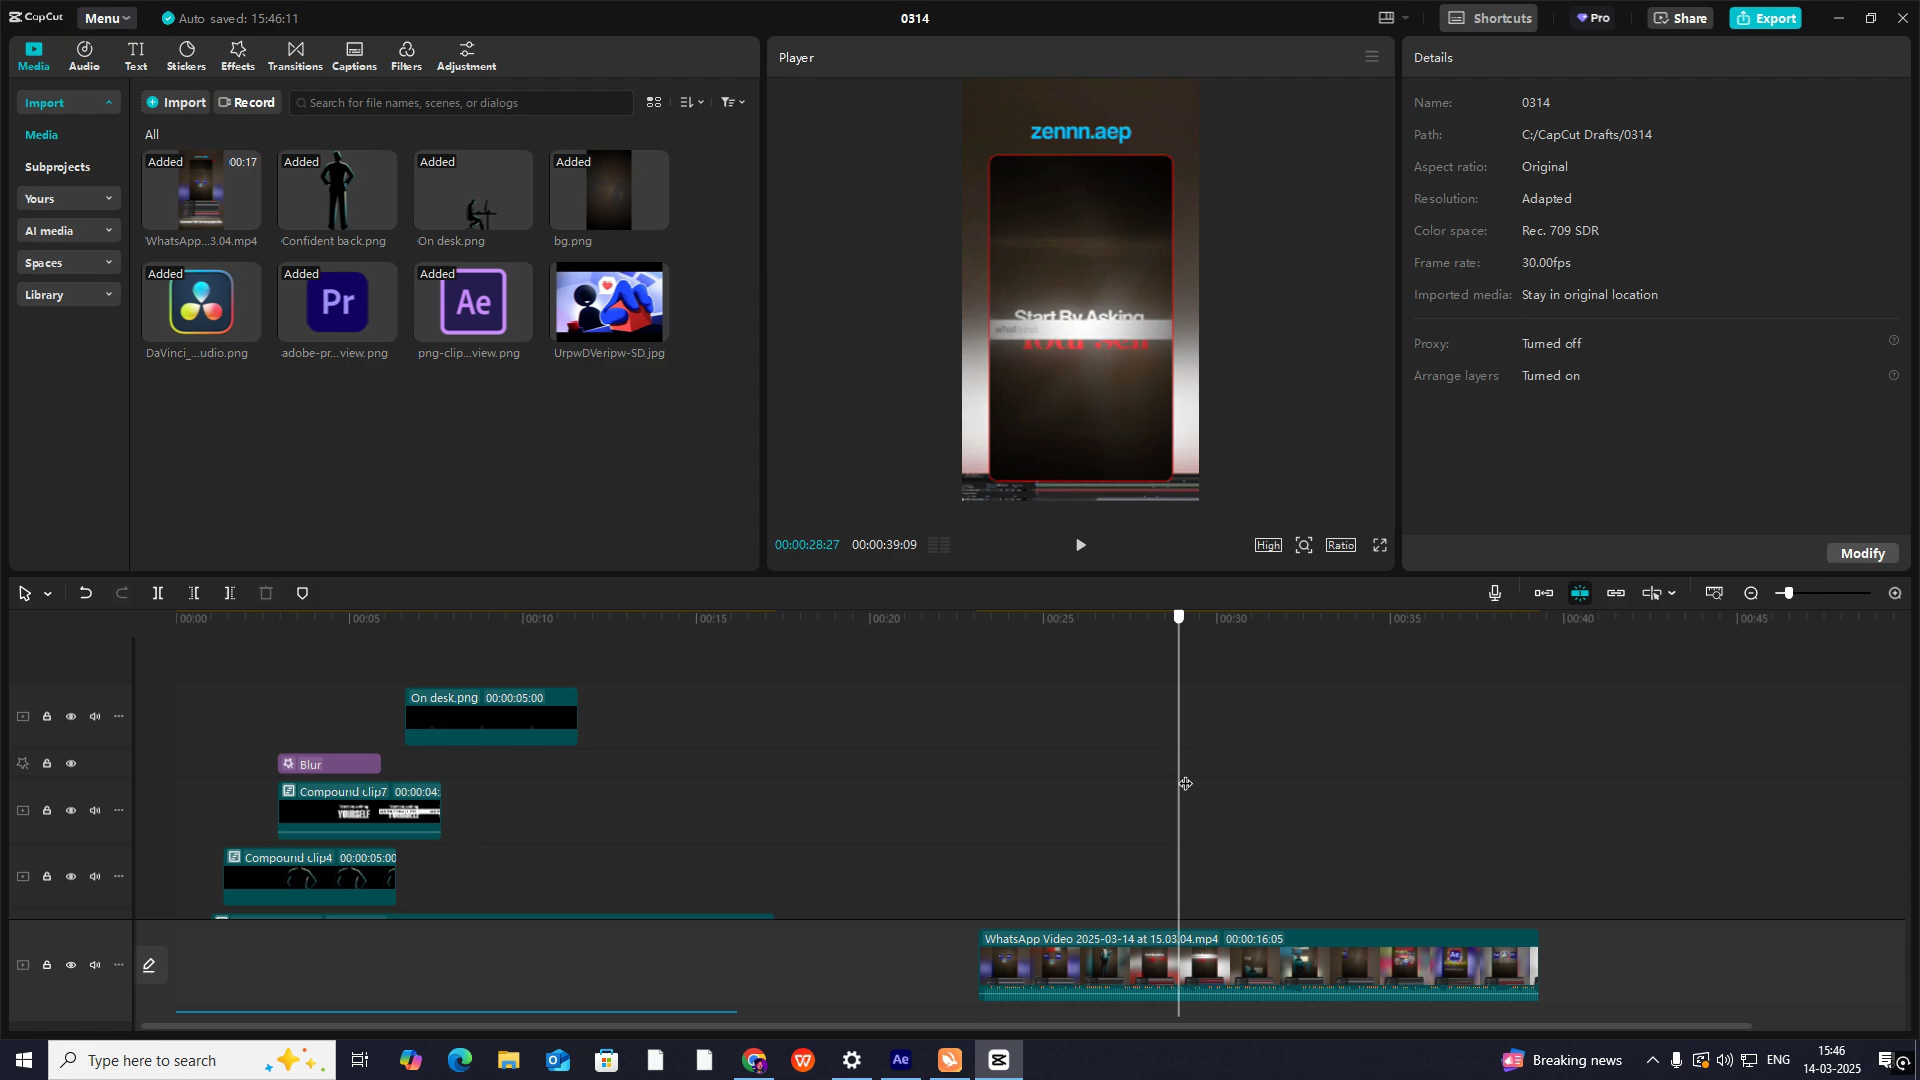 CapCut
Menu
Auto saved: 15:46:11
0314
Shortcuts
Pro
Share
Export
Media
Audio
Text
Stickers
Effects
Transitions
Captions
Filters
Adjustment
Player
Details
Import
Media
Subprojects
Yours
AI media
Spaces
Library
Import
Record
Search for file names, scenes, or dialogs
All
Added
00:17
WhatsApp...3.04.mp4
Added
Confident back.png
Added
On desk.png
Added
bg.png
Added
DaVinci_...udio.png
Added
Pr
adobe-pr...view.png
Added
Ae
png-clip...view.png
UrpwDVeripw-SD.jpg
zennn.aep
Start By Asking
what kind
Your Self
00:00:28:27
00:00:39:09
High
Ratio
Name: 0314
Path: C:/CapCut Drafts/0314
Aspect ratio: Original
Resolution: Adapted
Color space: Rec. 709 SDR
Frame rate: 30.00fps
Imported media: Stay in original location
Proxy: Turned off
Arrange layers Turned on
Modify
00:00
00:05
00:10
00:15
00:20
00:25
00:30
00:35
00:40
00:45
On desk.png 00:00:05:00
Blur
Compound clip7 00:00:04:
YOURSELF
Compound clip4 00:00:05:00
WhatsApp Video 2025-03-14 at 15.03.04.mp4 00:00:16:05
Type here to search
Ae
Breaking news
ENG
15:46
14-03-2025